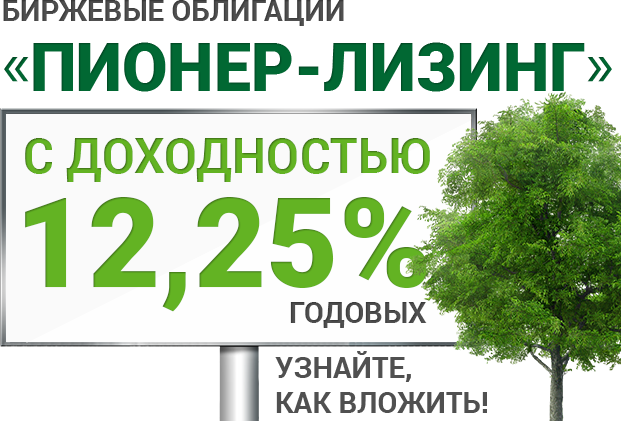 БИРЖЕВЫЕ ОБЛИГАЦИИ
«ПИОНЕР-ЛИЗИНГ»
С ДОХОДНОСТЬЮ
12,25%
ГОДОВЫХ
УЗНАЙТЕ,
КАК ВЛОЖИТЬ!